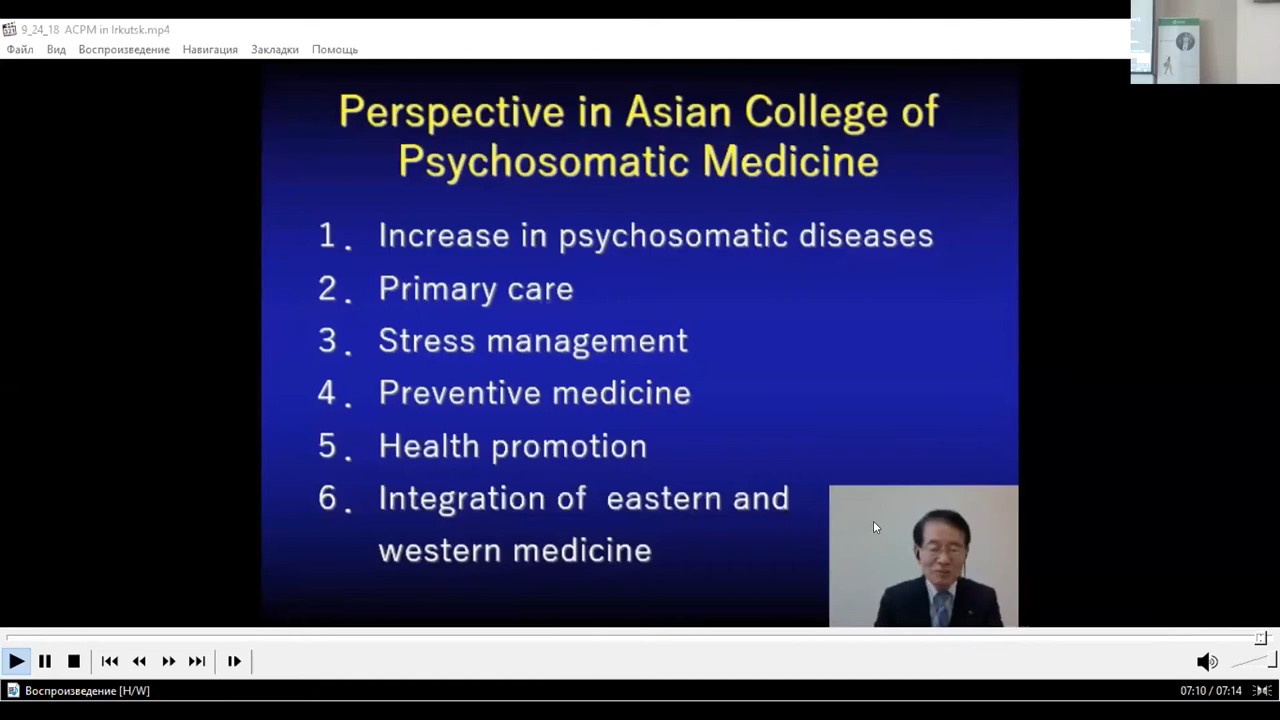 9_24_18 ACPM in Irkutsk.mp4
Файл Вид Воспроизведение Навигация Закладки Помощь
Perspective in Asian College of
Psychosomatic Medicine
1. Increase in psychosomatic diseases
2. Primary care
3. Stress management
4. Preventive medicine
5. Health promotion
6. Integration of eastern and
western medicine
Воспроизведение [H/W]
07:10 / 07:14